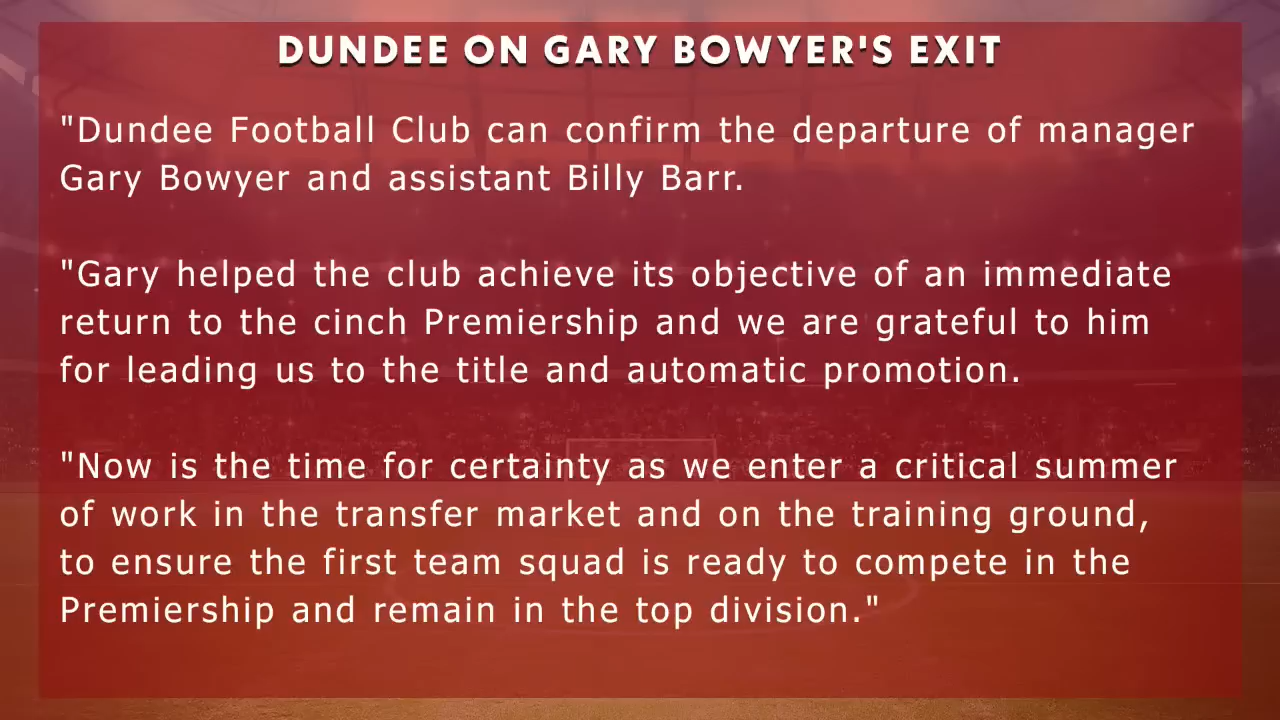 DUNDEE ON GARY BOWYER'S EXIT
"Dundee Football Club can confirm the departure of manager
Gary Bowyer and assistant Billy Barr.
"Gary helped the club achieve its objective of an immediate
return to the cinch Premiership and we are grateful to him
for leading us to the title and automatic promotion.
"Now is the time for certainty as we enter a critical summer
of work in the transfer market and on the training ground,
to ensure the first team squad is ready to compete in the
Premiership and remain in the top division."